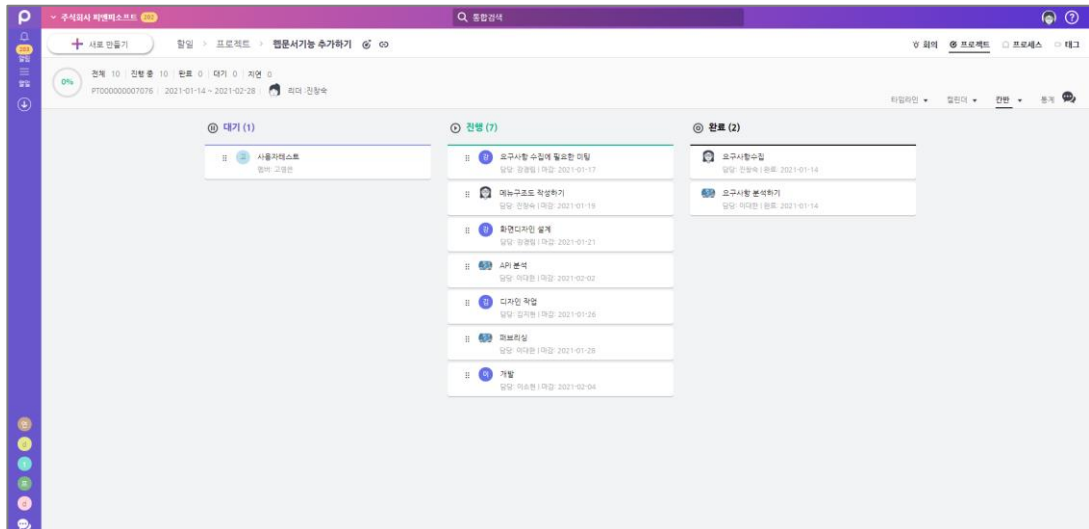 주식회사 피앤피소프트 202
통합검색
새로 만들기
할일 > 프로젝트 > 웹문서기능 추가하기
회의 프로젝트 프로세스 태그
알림
할일
0%
전체 10 | 진행 중 10 | 완료 0 | 대기 0 | 지연 0
PT000000007076 | 2021-01-14 ~ 2021-02-28 | 리더 :진창숙
타임라인 캘린더 칸반 통계
대기 (1)
사용자테스트
멤버: 고영은
진행 (7)
요구사항 수집에 필요한 미팅
담당: 강경림 | 마감: 2021-01-17
메뉴구조도 작성하기
담당: 진창숙 | 마감: 2021-01-19
화면디자인 설계
담당: 강경림 | 마감: 2021-01-21
API 분석
담당: 이대환 | 마감: 2021-02-02
디자인 작업
담당: 김지현 | 마감: 2021-01-26
퍼브리싱
담당: 이대환 | 마감: 2021-01-28
개발
담당: 이소현 | 마감: 2021-02-04
완료 (2)
요구사항수집
담당: 진창숙 | 완료: 2021-01-14
요구사항 분석하기
담당: 이대환 | 완료: 2021-01-14